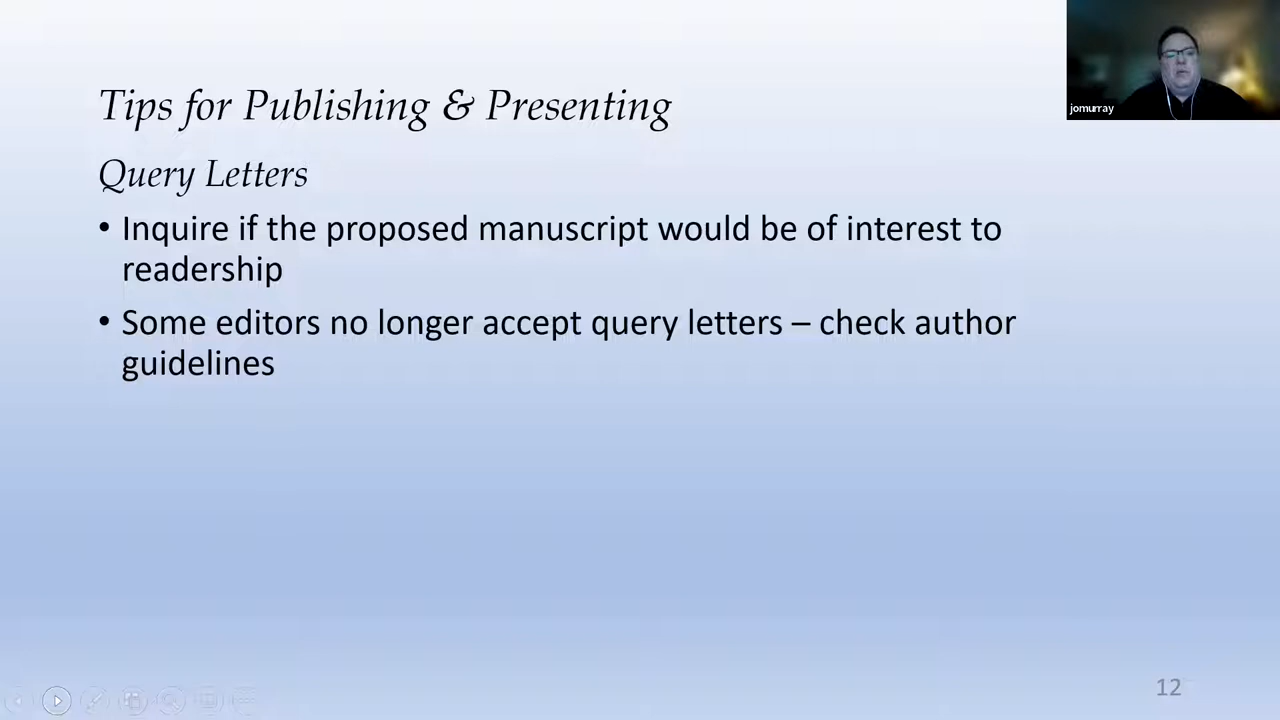 jomurray
Tips for Publishing & Presenting
Query Letters
• Inquire if the proposed manuscript would be of interest to
readership
• Some editors no longer accept query letters – check author
guidelines
12